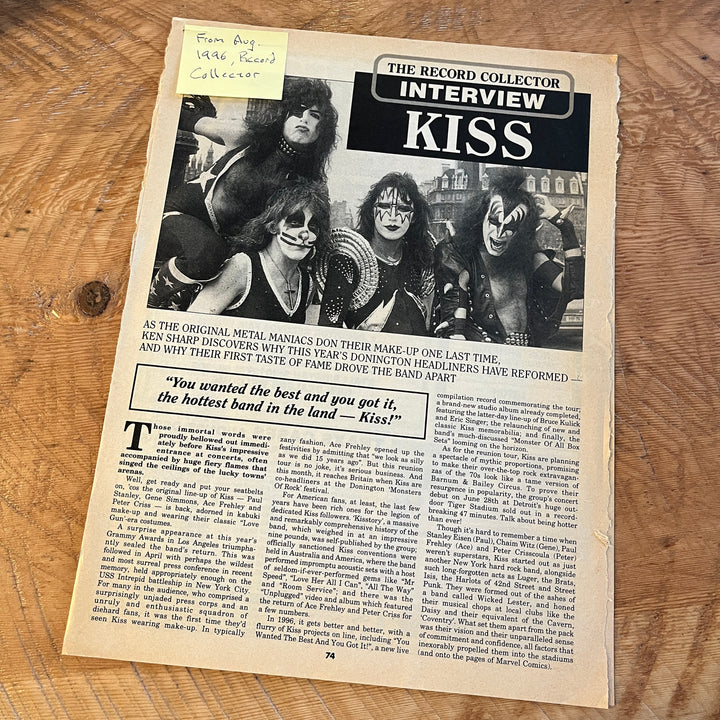 From Aug.
1996, Record
Collector
THE RECORD COLLECTOR
INTERVIEW
KISS
AS THE ORIGINAL METAL MANIACS DON THEIR MAKE-UP ONE LAST TIME,
KEN SHARP DISCOVERS WHY THIS YEAR'S DONINGTON HEADLINERS HAVE REFORMED —
AND WHY THEIR FIRST TASTE OF FAME DROVE THE BAND APART
“You wanted the best and you got it,
the hottest band in the land — Kiss!”
Those immortal words were
proudly bellowed out immedi-
ately before Kiss's impressive
entrance at concerts, often
accompanied by huge fiery flames that
singed the ceilings of the lucky towns'
arenas.
Well, get ready and put your seatbelts
on, 'cos the original line-up of Kiss — Paul
Stanley, Gene Simmons, Ace Frehley and
Peter Criss — is back, adorned in kabuki
make-up and wearing their classic “Love
Gun'-era costumes.
A surprise appearance at this year's
Grammy Awards in Los Angeles triumpha-
ntly sealed the band's return. This was
followed in April with perhaps the wildest
and most surreal press conference in recent
memory, held appropriately enough on the
USS Intrepid battleship in New York City.
For many in the audience, who comprised a
surprisingly unjaded press corps and an
unruly and enthusiastic squadron of
diehard fans, it was the first time they'd
seen Kiss wearing make-up. In typically
zany fashion, Ace Frehley opened up the
festivities by admitting that “we look as silly
as we did 15 years ago”. But this reunion
tour is no joke, it's serious business. And
this month, it reaches Britain when Kiss are
co-headliners at the Donington 'Monsters
Of Rock' festival.
For American fans, at least, the last few
years have been rich ones for the legion of
dedicated Kiss followers. 'Kisstory', a massive
and remarkably comprehensive history of the
band, which weighed in at an impressive
nine pounds, was self-published by the group;
officially sanctioned Kiss conventions were
held in Australia and America, where the band
performed impromptu acoustic sets with a host
of seldom-if-ever-performed gems like “Mr
Speed”, “Love Her All I Can”, “All The Way”
and “Room Service”; and there was the
“Unplugged” video and album which featured
the return of Ace Frehley and Peter Criss for
a few numbers.
In 1996, it gets better and better, with a
flurry of Kiss projects on line, including “You
Wanted The Best And You Got It!”, a new live
compilation record commemorating the tour;
a brand-new studio album already completed,
featuring the latter-day line-up of Bruce Kulick
and Eric Singer; the relaunching of new and
classic Kiss memorabilia; and finally, the
band's much-discussed “Monster Of All Box
Sets” looming on the horizon.
As for the reunion tour, Kiss are planning
a spectacle of mythic proportions, promising
to make their over-the-top rock extravagan-
zas of the 70s look like a tame version of
Barnum & Bailey Circus. To prove their
resurgence in popularity, the group's concert
debut on June 28th at Detroit's huge out-
door Tiger Stadium sold out in a record-
breaking 47 minutes. Talk about being hotter
than ever!
Though it's hard to remember a time when
Stanley Eisen (Paul), Chaim Witz (Gene), Paul
Frehley (Ace) and Peter Crisscoula (Peter)
weren't superstars, Kiss started out as just
another New York hard rock band, alongside
such long-forgotten acts as Luger, the Brats,
Isis, the Harlots of 42nd Street and Street
Punk. They were formed out of the ashes of
a band called Wicked Lester, and honed
their musical chops at local clubs like the
Daisy and their equivalent of the Cavern,
'Coventry'. What set them apart from the pack
was their vision and their unparalleled sense
of commitment and confidence, all factors that
inexorably propelled them into the stadiums
(and onto the pages of Marvel Comics).
74